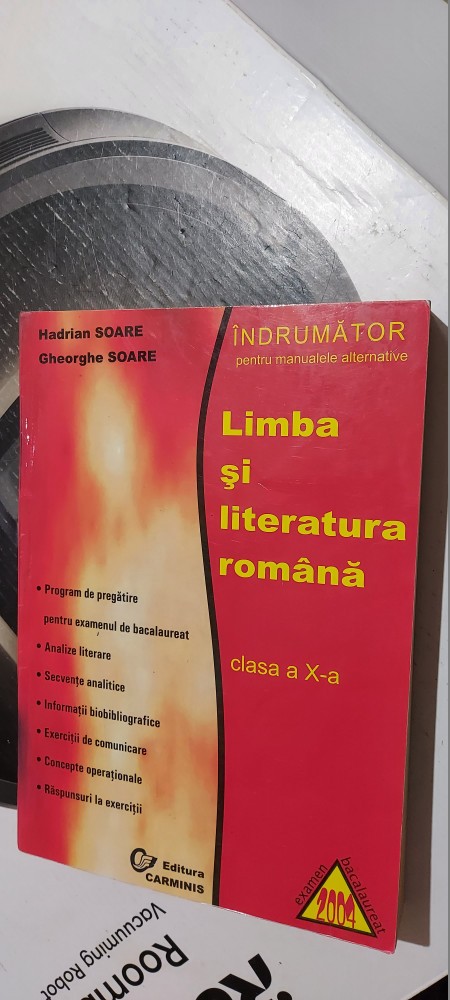 Hadrian SOARE
Gheorghe SOARE
ÎNDRUMĂTOR
pentru manualele alternative
Limba
şi
literatura
română
clasa a X-a
• Program de pregătire
pentru examenul de bacalaureat
• Analize literare
• Secvenţe analitice
• Informaţii biobibliografice
• Exerciţii de comunicare
• Concepte operaţionale
• Răspunsuri la exerciţii
Editura
CARMINIS
examen
bacalaureat
2004
Vacuuming Robot